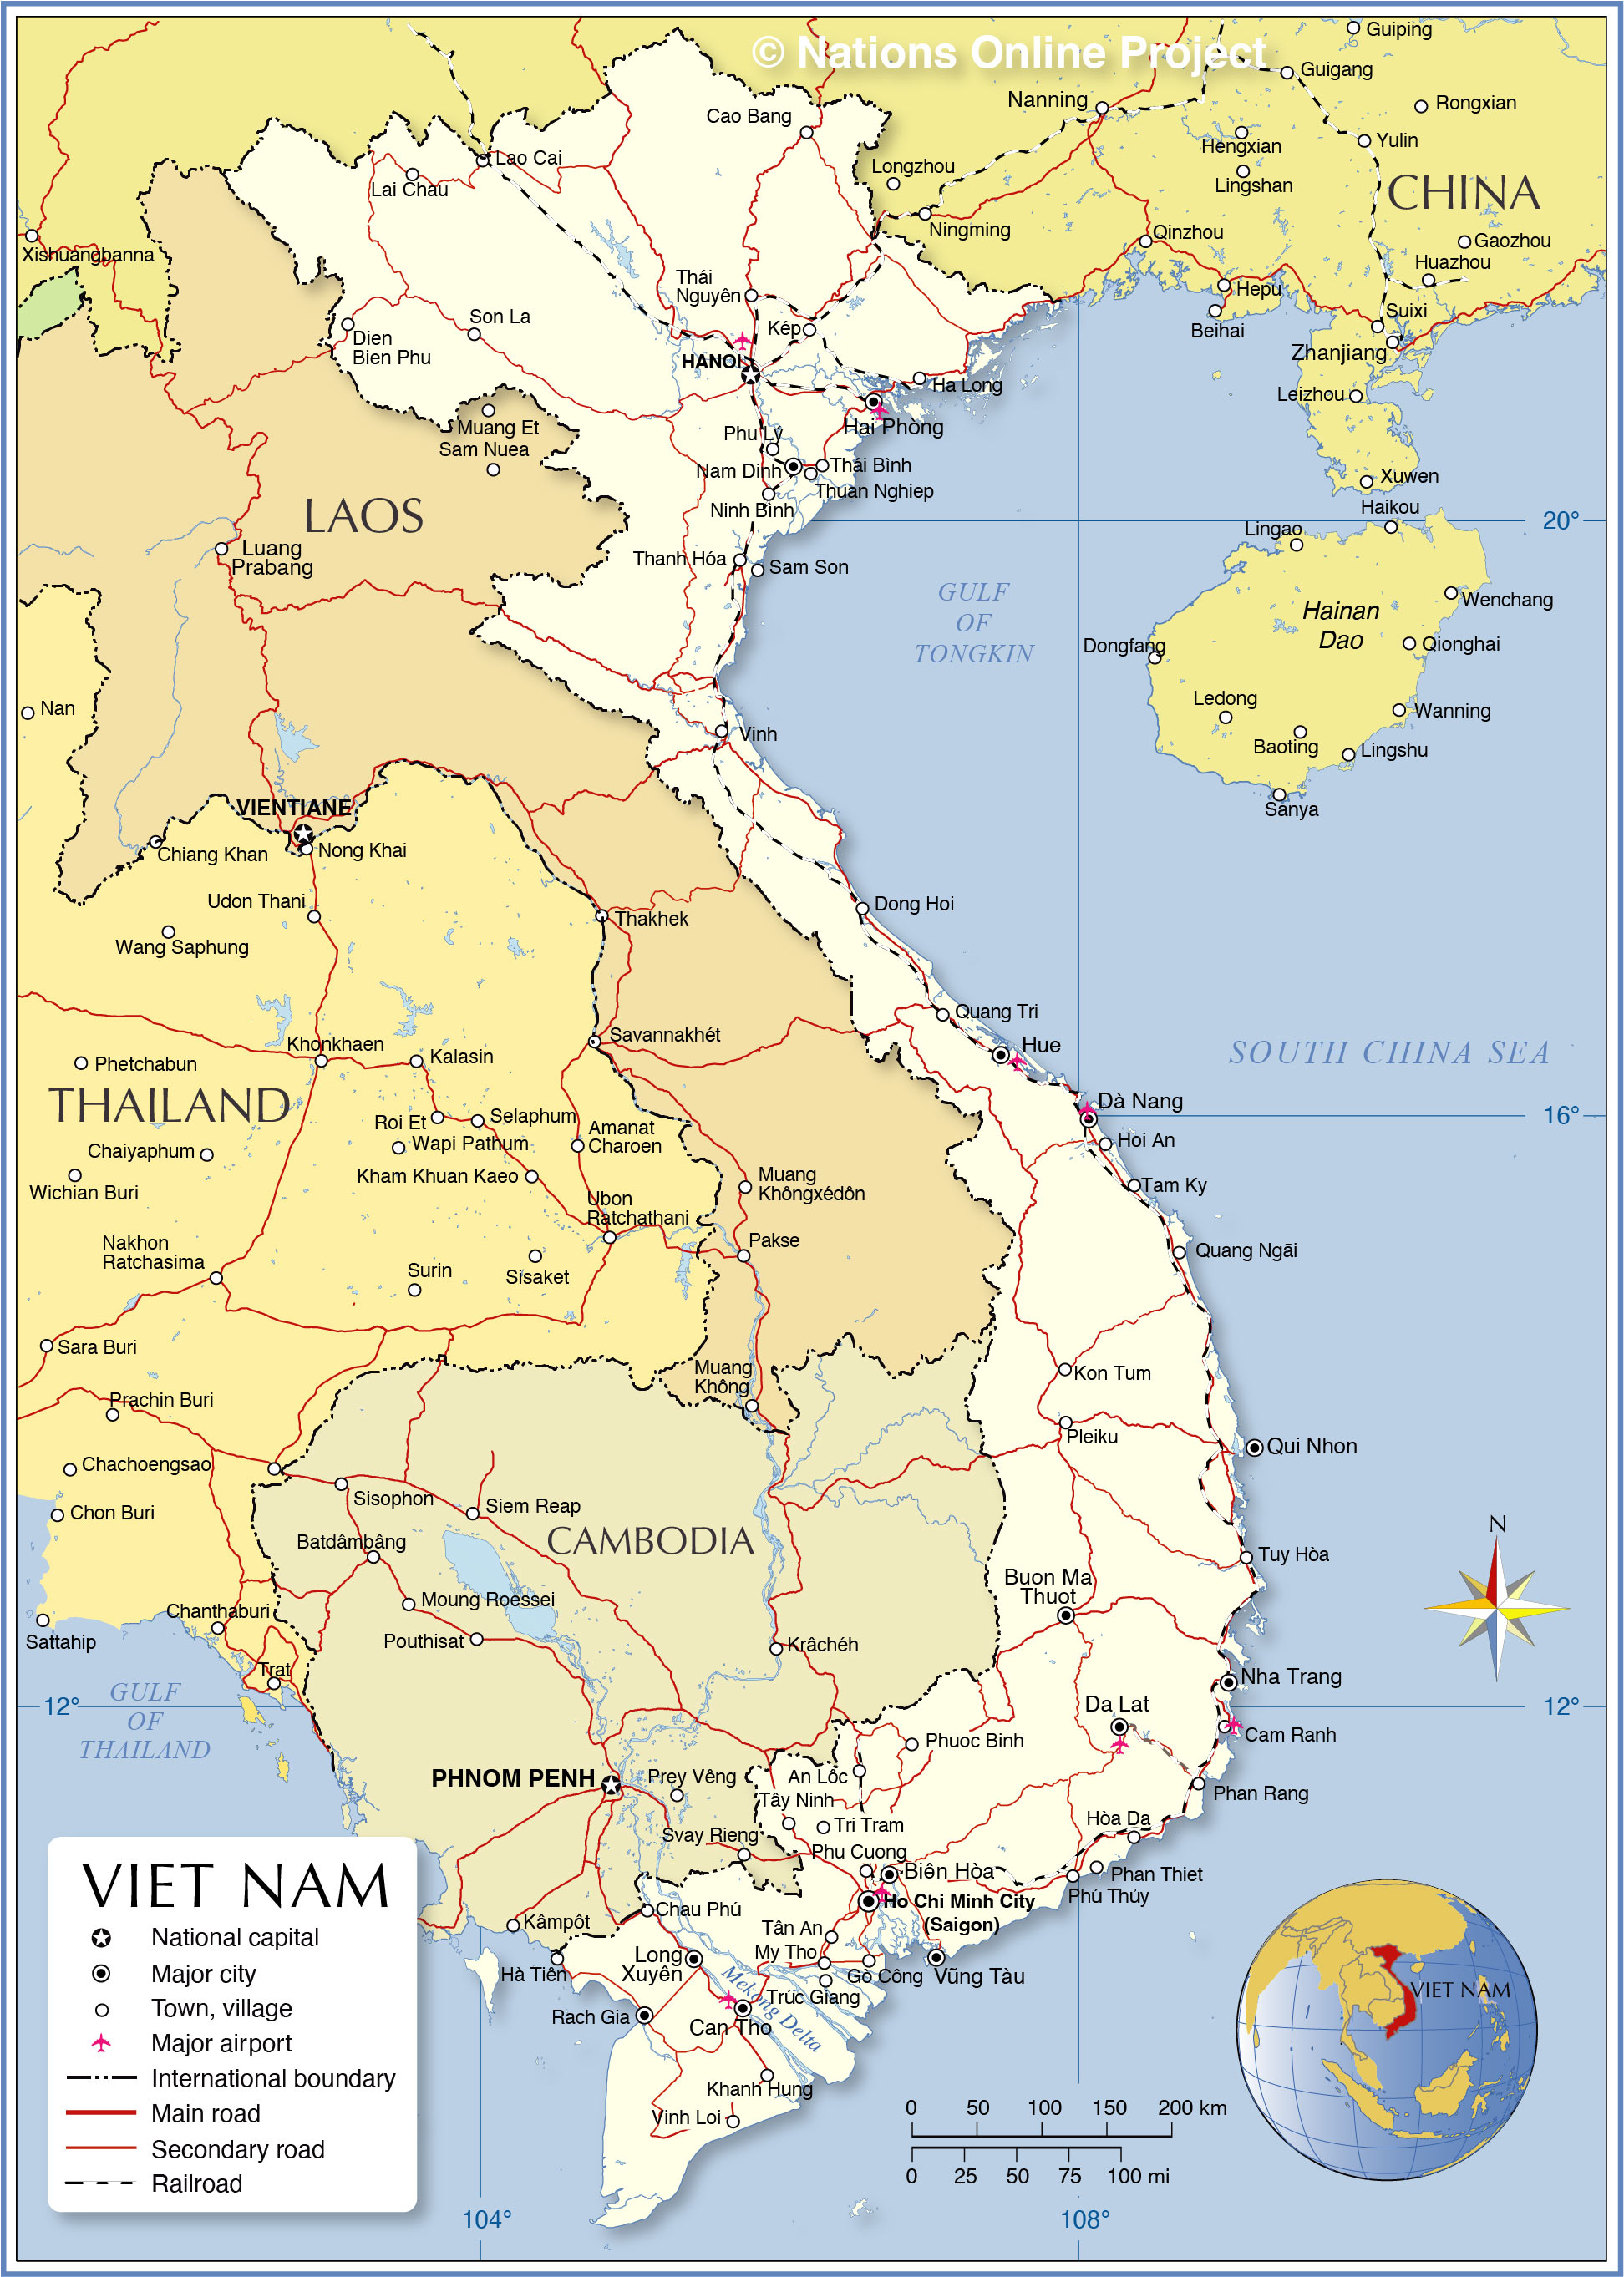 © Nations Online Project
Guiping
Guigang
Nanning
Rongxian
Cao Bang
Hengxian
Yulin
Lao Cai
Longzhou
Lingshan
CHINA
Lai Chau
Ningming
Qinzhou
Gaozhou
Xishuangbanna
Huazhou
Thái
Nguyên
Hepu
Suixi
Beihai
Son La
Kép
Dien
Bien Phu
Zhanjiang
HANOI
Ha Long
Leizhou
Muang Et
Hai Phong
Sam Nuea
Phu Lý
Nam Dinh
Thái Bình
Thuan Nghiep
Xuwen
Ninh Bình
Haikou
LAOS
20°
Lingao
Luang
Prabang
Thanh Hóa
Sam Son
GULF
OF
TONGKIN
Hainan
Dao
Wenchang
Dongfang
Qionghai
Nan
Ledong
Wanning
Vinh
Baoting
Lingshu
VIENTIANE
Sanya
Chiang Khan
Nong Khai
Udon Thani
Dong Hoi
Thakhek
Wang Saphung
Quang Tri
Khonkhaen
Savannakhét
Hue
SOUTH CHINA SEA
Phetchabun
Kalasin
THAILAND
Dà Nang
16°
Roi Et
Selaphum
Amanat
Charoen
Hoi An
Wapi Pathum
Chaiyaphum
Kham Khuan Kaeo
Muang
Khôngxédôn
Tam Ky
Wichian Buri
Ubon
Ratchathani
Nakhon
Ratchasima
Pakse
Quang Ngãi
Surin
Sisaket
Sara Buri
Muang
Không
Kon Tum
Prachin Buri
Pleiku
Qui Nhon
Chachoengsao
Sisophon
Siem Reap
Chon Buri
CAMBODIA
N
Batdâmbâng
Tuy Hòa
Buon Ma
Thuot
Moung Roessei
Chanthaburi
Pouthisat
Krâchéh
Sattahip
Trat
Nha Trang
GULF
OF
THAILAND
12°
Da Lat
12°
Cam Ranh
Phuoc Binh
PHNOM PENH
Prey Vêng
An Lôc
Phan Rang
Tây Ninh
Tri Tram
Hòa Da
Svay Rieng
Phu Cuong
Biên Hòa
Phan Thiet
Phú Thùy
Ho Chi Minh City
(Saigon)
Chau Phú
Kâmpôt
Tân An
Long
Xuyên
My Tho
Gò Công
Vũng Tàu
Hà Tiên
Mekong Delta
Trúc Giang
Rach Gia
Can Tho
Khanh Hung
Vinh Loi
VIET NAM
National capital
Major city
Town, village
Major airport
International boundary
Main road
Secondary road
Railroad
VIET NAM
0 50 100 150 200 km
0 25 50 75 100 mi
104°
108°